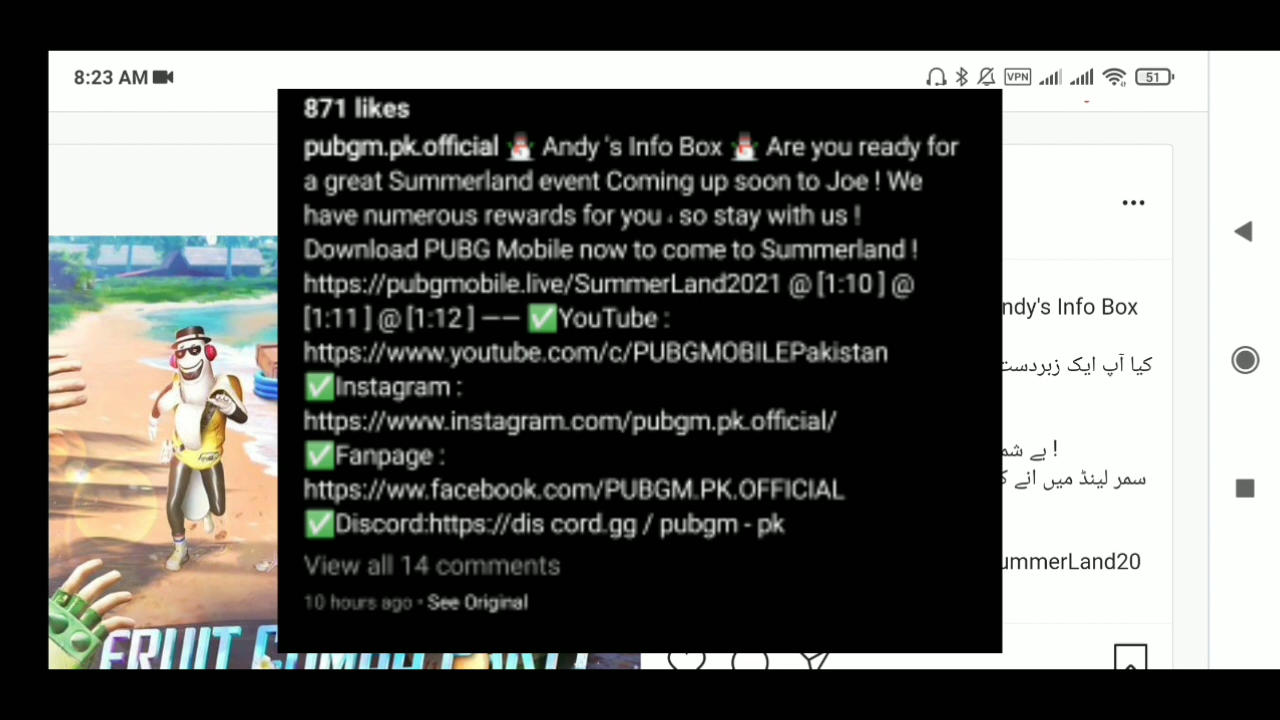 8:23 AM
VPN
51
871 likes
pubgm.pk.official ⛄ Andy 's Info Box ⛄ Are you ready for
a great Summerland event Coming up soon to Joe ! We
have numerous rewards for you ، so stay with us !
Download PUBG Mobile now to come to Summerland !
https://pubgmobile.live/SummerLand2021 @ [1:10 ] @
[1:11 ] @ [1:12 ] —— ✅YouTube :
https://www.youtube.com/c/PUBGMOBILEPakistan
✅Instagram :
https://www.instagram.com/pubgm.pk.official/
✅Fanpage :
https://ww.facebook.com/PUBGM.PK.OFFICIAL
✅Discord:https://dis cord.gg / pubgm - pk
View all 14 comments
10 hours ago • See Original
ndy's Info Box
کیا آپ ایک زبردست
! بے شم
سمر لینڈ میں انے ک
ummerLand20
FRUIT